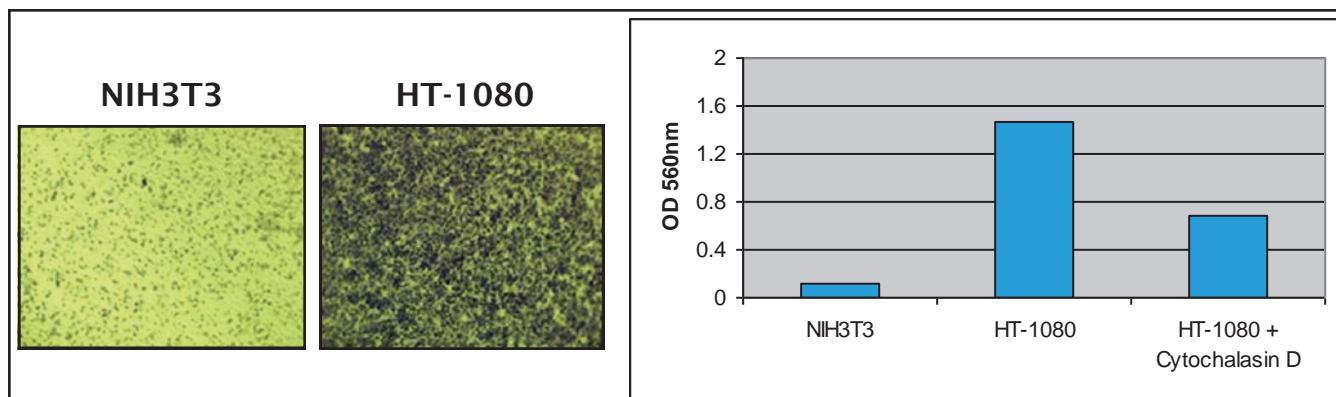 NIH3T3
HT-1080
OD 560nm
2
1.6
1.2
0.8
0.4
0
NIH3T3
HT-1080
HT-1080 +
Cytochalasin D